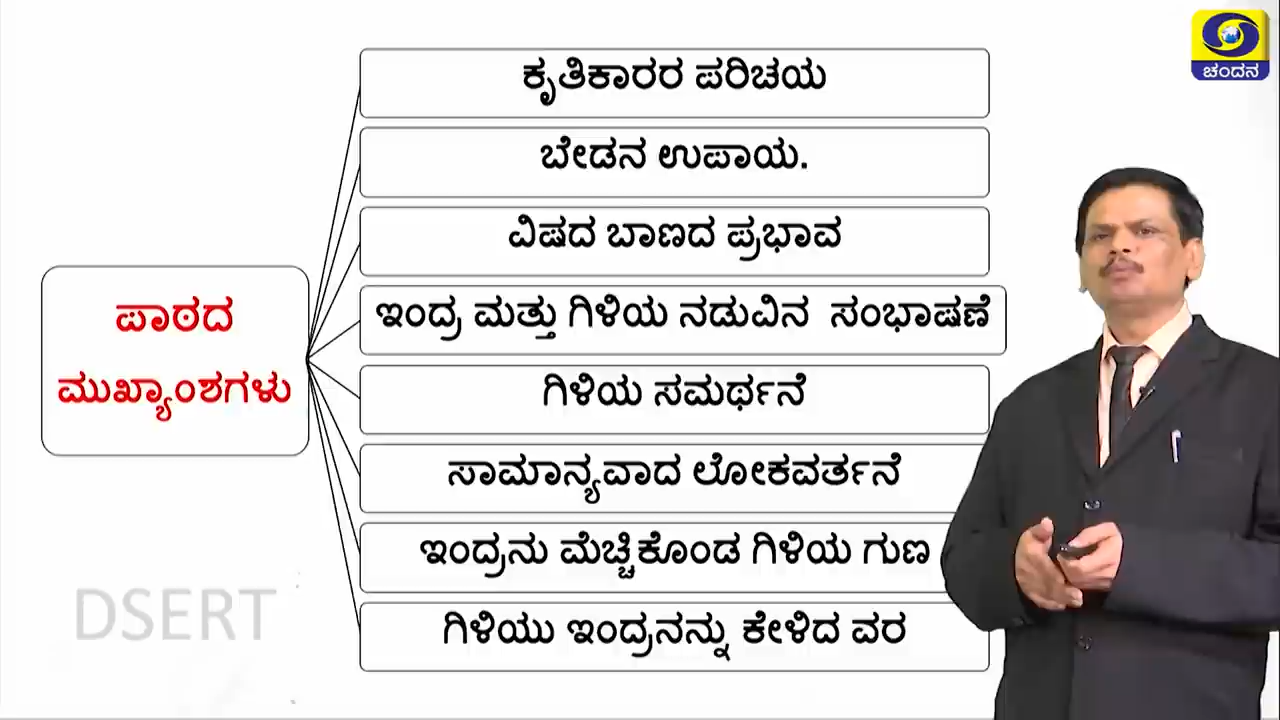 ಚಂದನ
ಕೃತಿಕಾರರ ಪರಿಚಯ
ಬೇಡನ ಉಪಾಯ.
ವಿಷದ ಬಾಣದ ಪ್ರಭಾವ
ಇಂದ್ರ ಮತ್ತು ಗಿಳಿಯ ನಡುವಿನ ಸಂಭಾಷಣೆ
ಪಾಠದ
ಮುಖ್ಯಾಂಶಗಳು
ಗಿಳಿಯ ಸಮರ್ಥನೆ
ಸಾಮಾನ್ಯವಾದ ಲೋಕವರ್ತನೆ
ಇಂದ್ರನು ಮೆಚ್ಚಿಕೊಂಡ ಗಿಳಿಯ ಗುಣ
ಗಿಳಿಯು ಇಂದ್ರನನ್ನು ಕೇಳಿದ ವರ
DSERT